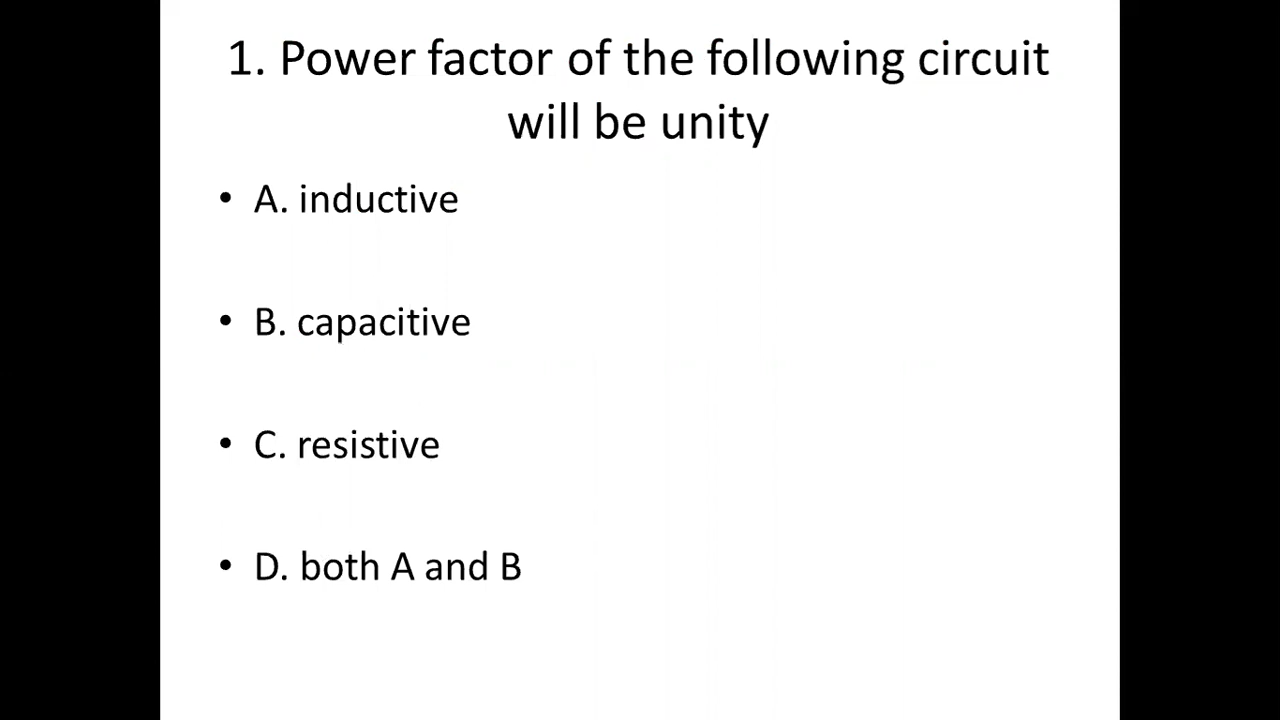 1. Power factor of the following circuit
will be unity
• A. inductive
• B. capacitive
• C. resistive
• D. both A and B